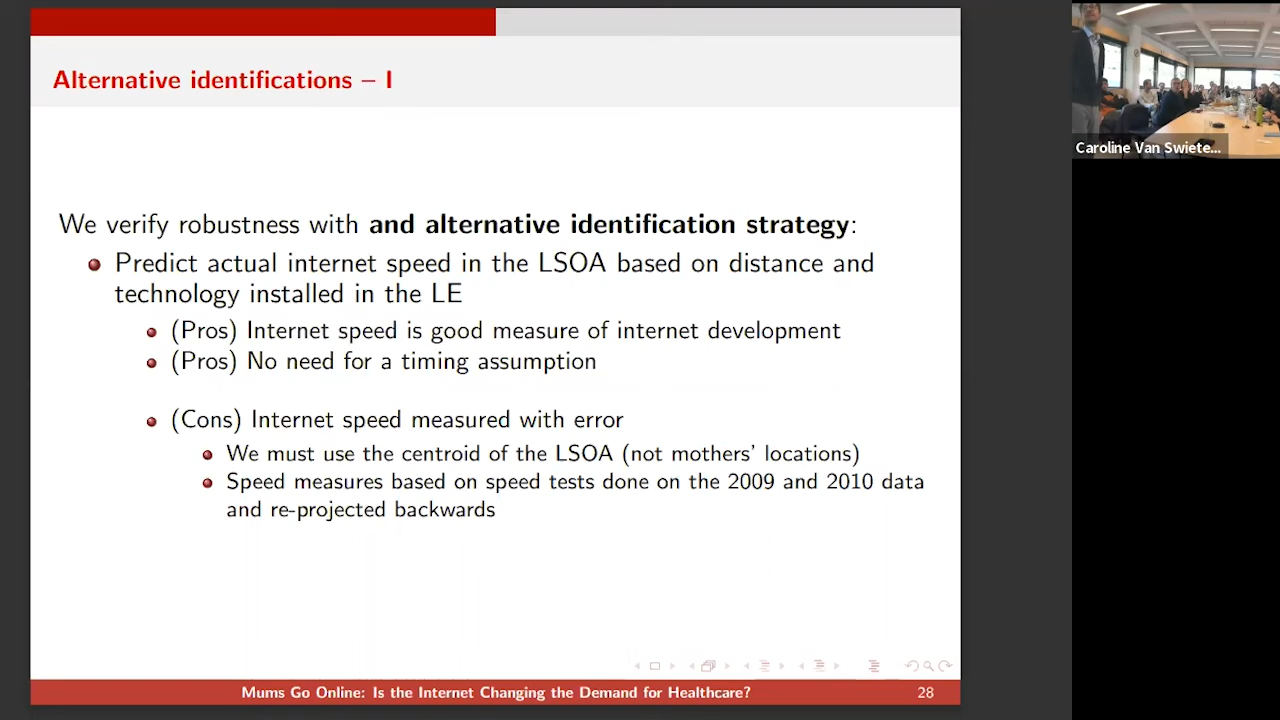 Alternative identifications – I
We verify robustness with and alternative identification strategy:
Predict actual internet speed in the LSOA based on distance and
technology installed in the LE
(Pros) Internet speed is good measure of internet development
(Pros) No need for a timing assumption
(Cons) Internet speed measured with error
We must use the centroid of the LSOA (not mothers' locations)
Speed measures based on speed tests done on the 2009 and 2010 data
and re-projected backwards
Mums Go Online: Is the Internet Changing the Demand for Healthcare?
28
Caroline Van Swiete...